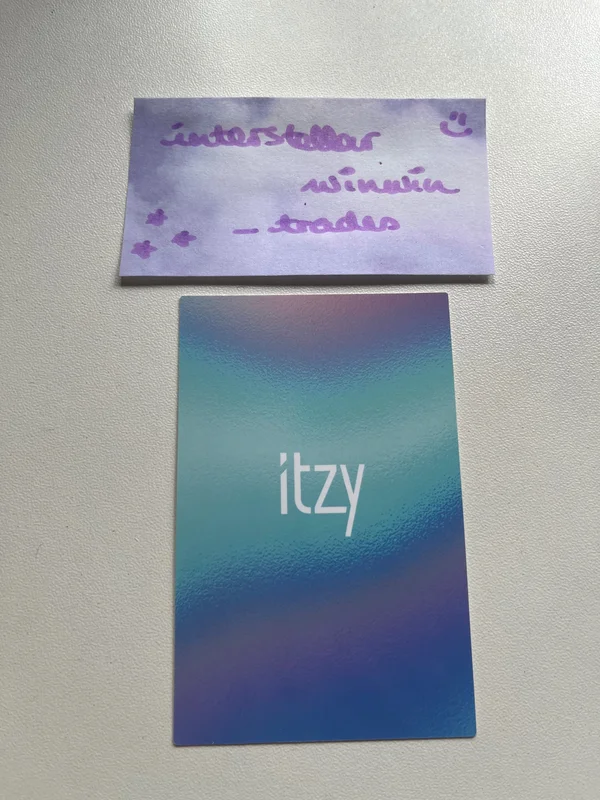 interstellar
winwin
_trades
itzy